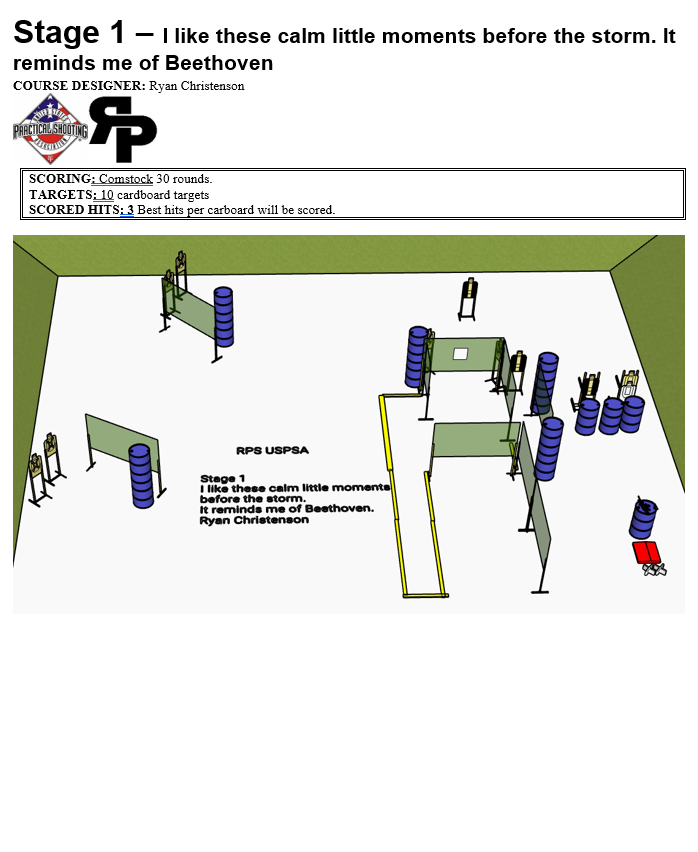 Stage 1 – I like these calm little moments before the storm. It
reminds me of Beethoven
COURSE DESIGNER: Ryan Christenson
PRACTICAL SHOOTING
ASSOCIATION
RP
SCORING: Comstock 30 rounds.
TARGETS: 10 cardboard targets
SCORED HITS: 3 Best hits per carboard will be scored.
RPS USPSA
Stage 1
I like these calm little moments
before the storm.
It reminds me of Beethoven.
Ryan Christenson